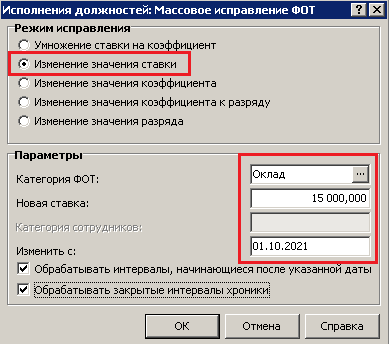 Исполнения должностей: Массовое исправление ФОТ
Режим исправления
Умножение ставки на коэффициент
Изменение значения ставки
Изменение значения коэффициента
Изменение значения коэффициента к разряду
Изменение значения разряда
Параметры
Категория ФОТ: Оклад ...
Новая ставка: 15 000,000
Категория сотрудников:
Изменить с: 01.10.2021
Обрабатывать интервалы, начинающиеся после указанной даты
Обрабатывать закрытые интервалы хроники
OK Отмена Справка